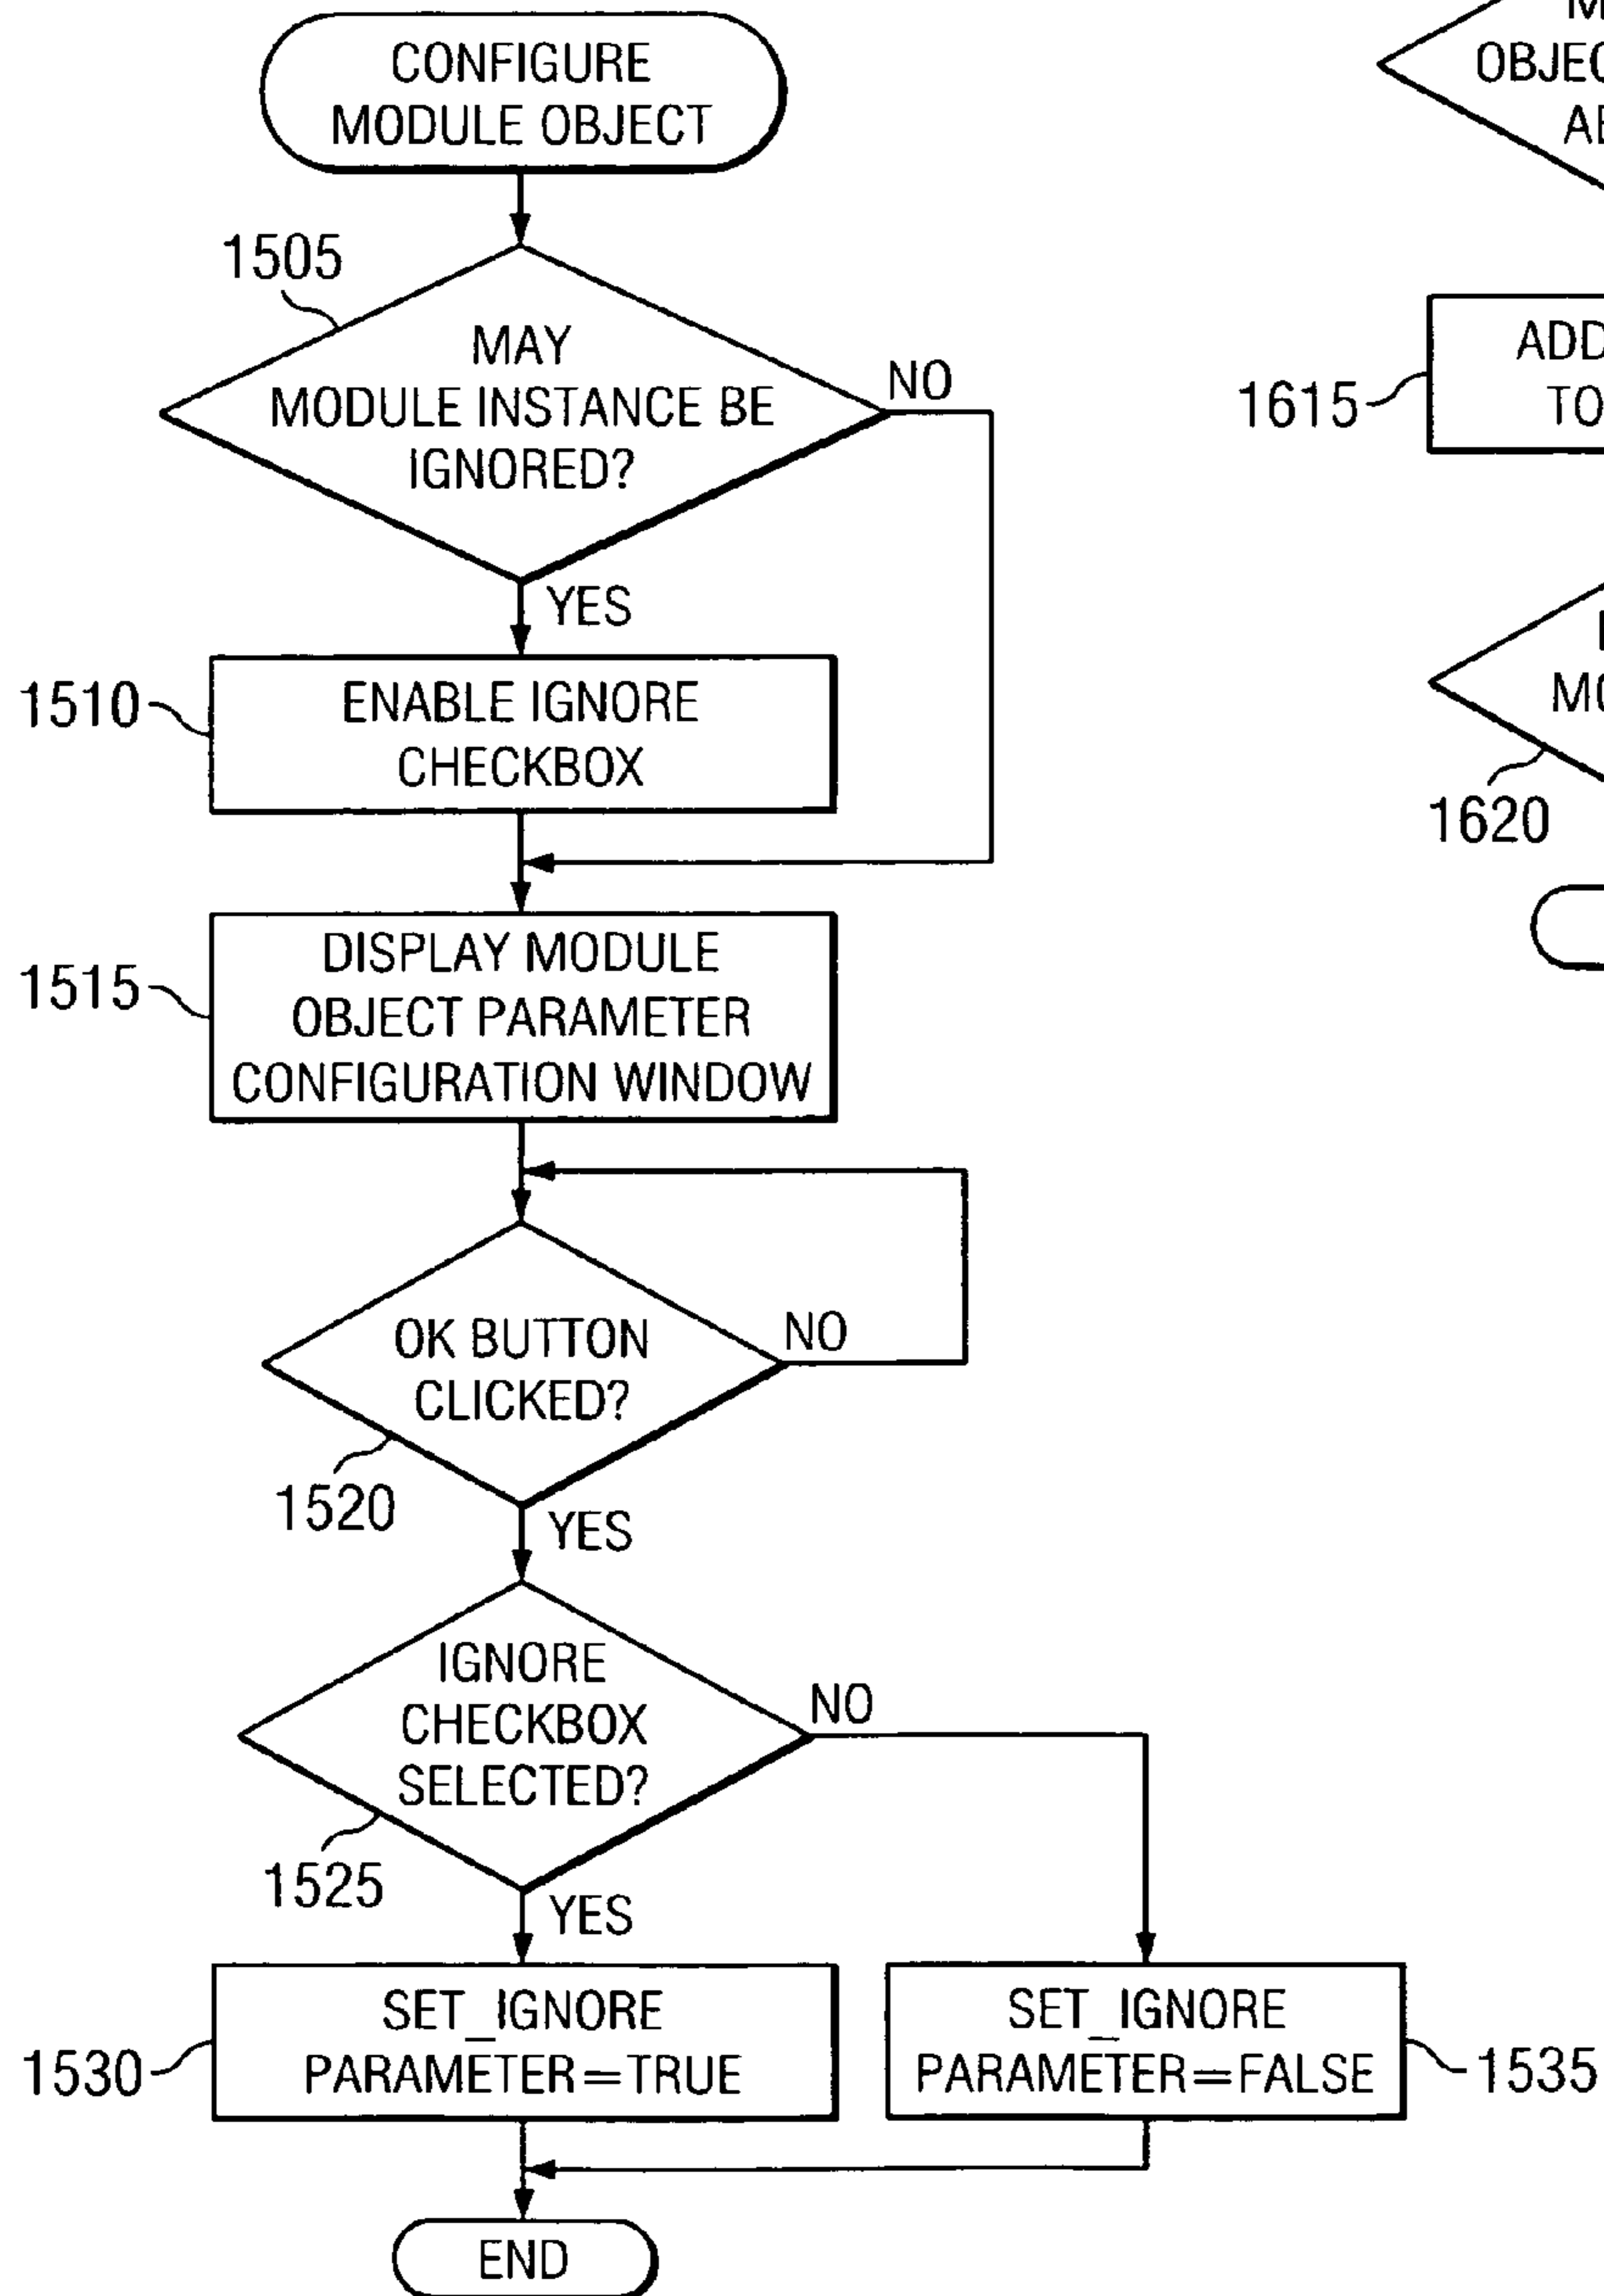 CONFIGURE
MODULE OBJECT
1505
MAY
MODULE INSTANCE BE
IGNORED?
NO
YES
1510
ENABLE IGNORE
CHECKBOX
1515
DISPLAY MODULE
OBJECT PARAMETER
CONFIGURATION WINDOW
OK BUTTON
CLICKED?
NO
1520
YES
IGNORE
CHECKBOX
SELECTED?
NO
1525
YES
1530
SET_IGNORE
PARAMETER=TRUE
SET_IGNORE
PARAMETER=FALSE
1535
END
1615
ADD
TO
1620